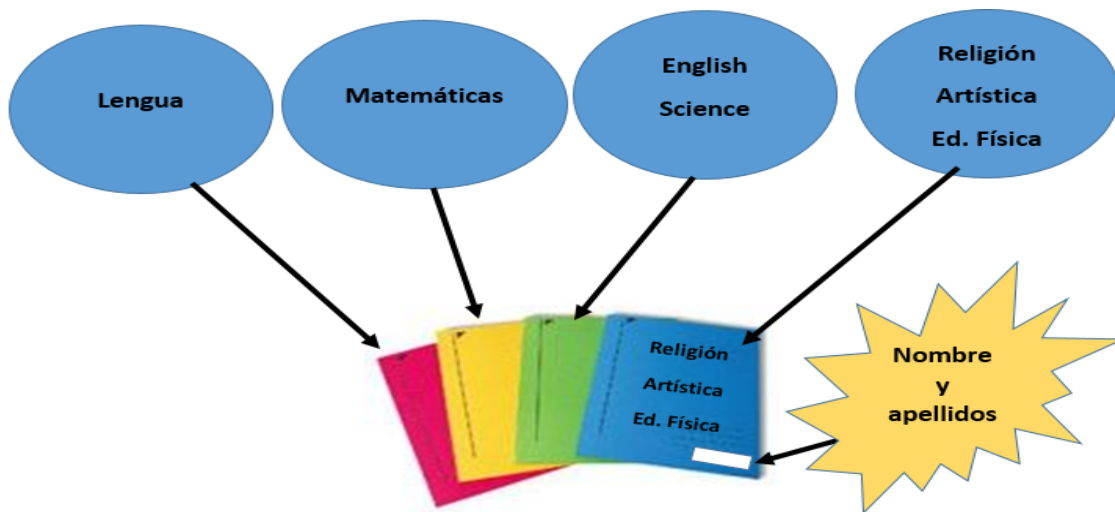 Lengua
Matemáticas
English
Science
Religión
Artística
Ed. Física
Religión
Artística
Ed. Física
Nombre
y
apellidos